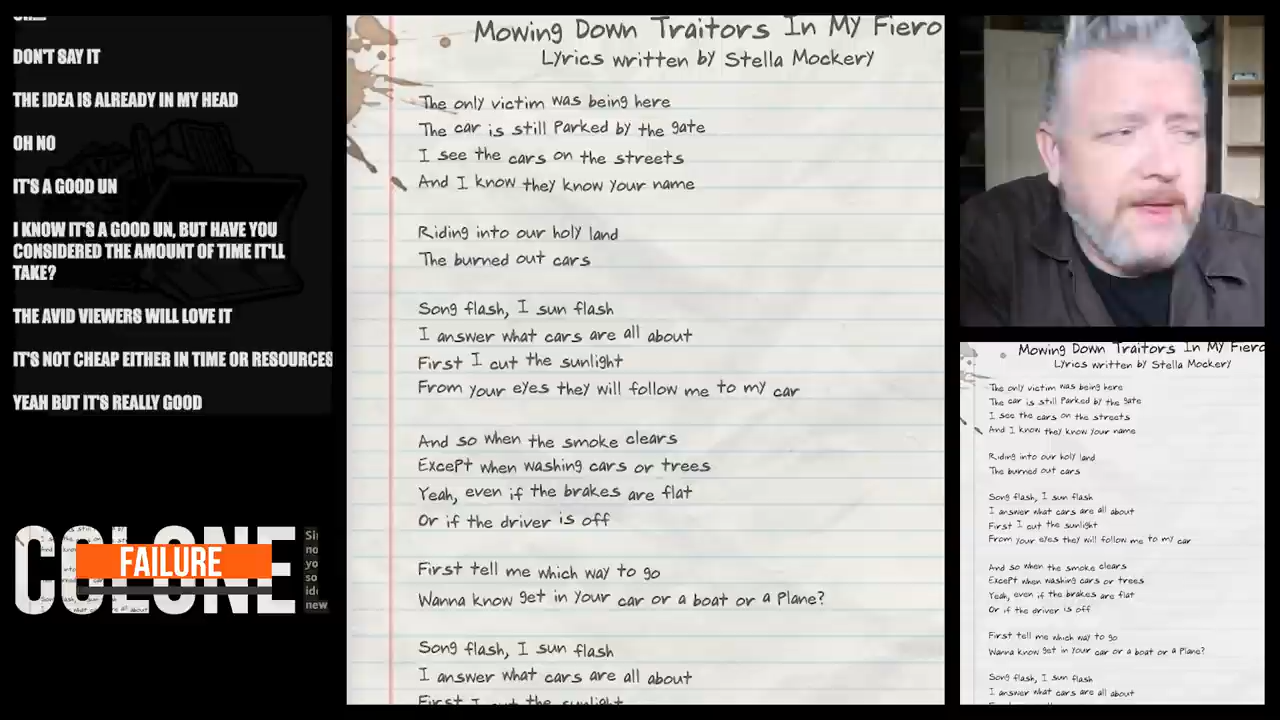 DON'T SAY IT
THE IDEA IS ALREADY IN MY HEAD
OH NO
IT'S A GOOD UN
I KNOW IT'S A GOOD UN, BUT HAVE YOU
CONSIDERED THE AMOUNT OF TIME IT'LL
TAKE?
THE AVID VIEWERS WILL LOVE IT
IT'S NOT CHEAP EITHER IN TIME OR RESOURCES
YEAH BUT IT'S REALLY GOOD
COLONE
FAILURE
new
Mowing Down Traitors In My Fiero
Lyrics written by Stella Mockery
The only victim was being here
The car is still parked by the gate
I see the cars on the streets
And I know they know your name
Riding into our holy land
The burned out cars
Song flash, I sun flash
I answer what cars are all about
First I cut the sunlight
From your eyes they will follow me to my car
And so when the smoke clears
Except when washing cars or trees
Yeah, even if the brakes are flat
Or if the driver is off
First tell me which way to go
Wanna know get in your car or a boat or a plane?
Song flash, I sun flash
I answer what cars are all about
First I cut the sunlight
Mowing Down Traitors In My Fiero
Lyrics written by Stella Mockery
The only victim was being here
The car is still parked by the gate
I see the cars on the streets
And I know they know your name
Riding into our holy land
The burned out cars
Song flash, I sun flash
I answer what cars are all about
First I cut the sunlight
From your eyes they will follow me to my car
And so when the smoke clears
Except when washing cars or trees
Yeah, even if the brakes are flat
Or if the driver is off
First tell me which way to go
Wanna know get in your car or a boat or a plane?
Song flash, I sun flash
I answer what cars are all about